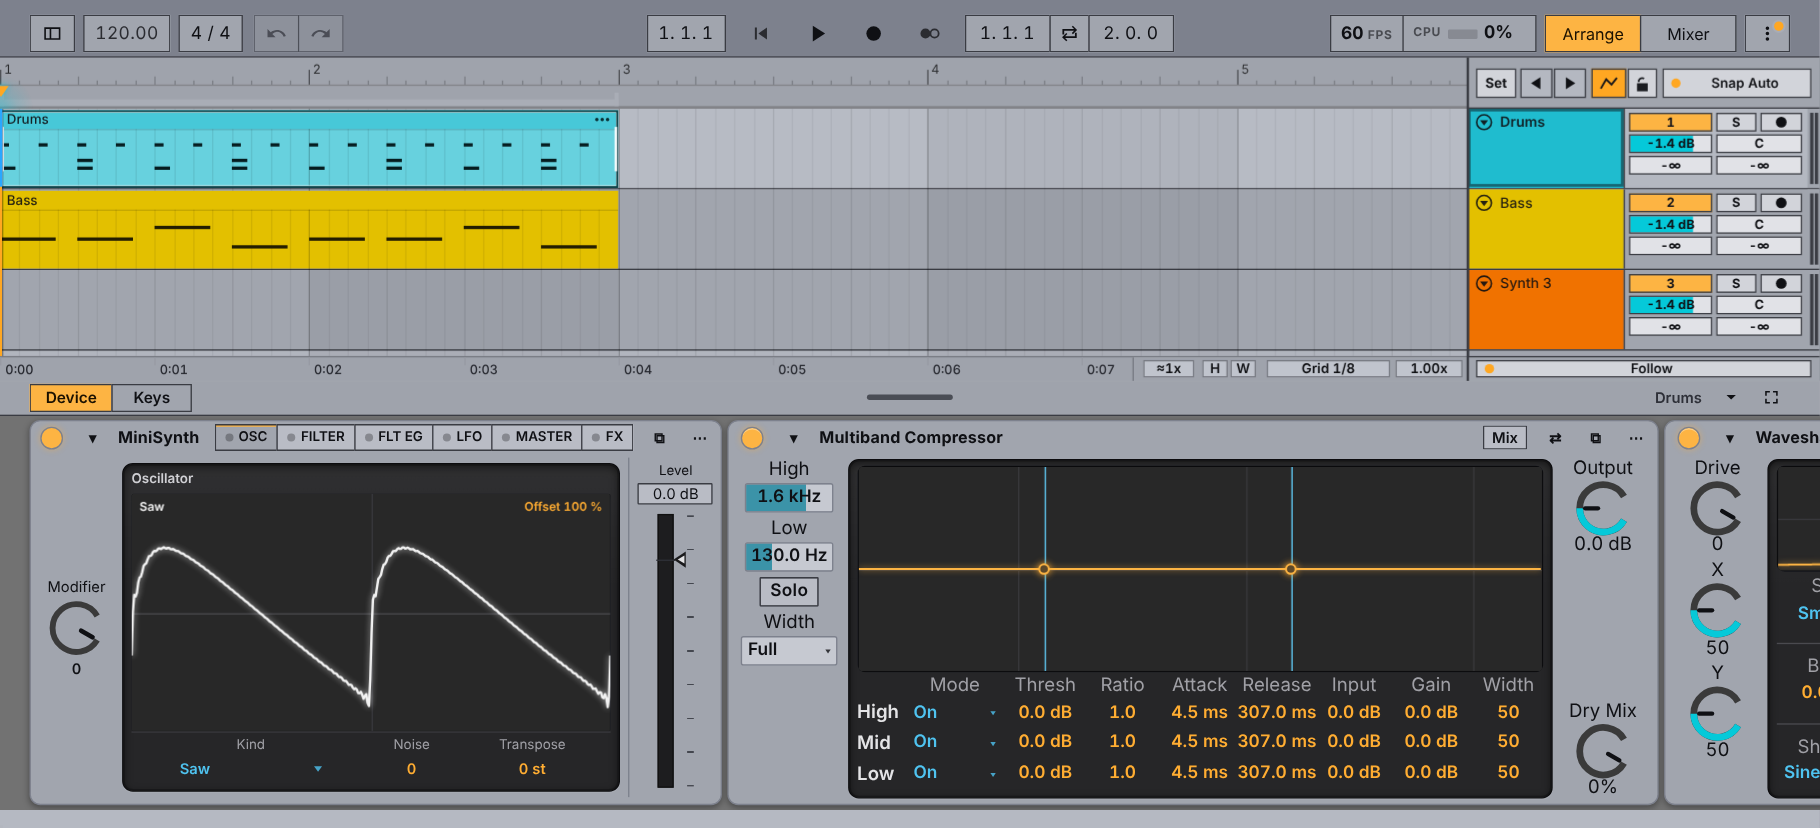 120.00 4 / 4 1. 1. 1 1. 1. 1 2. 0. 0 60 FPS CPU 0% Arrange Mixer
1 2 3 4 5
Set Snap Auto
Drums
Drums 1 S
-1.4 dB C
-∞ -∞
Bass
Bass 2 S
-1.4 dB C
-∞ -∞
Synth 3 3 S
-1.4 dB C
-∞ -∞
0:00 0:01 0:02 0:03 0:04 0:05 0:06 0:07 ≈1x H W Grid 1/8 1.00x Follow
Device Keys Drums
MiniSynth OSC FILTER FLT EG LFO MASTER FX
Modifier
0
Oscillator
Saw Offset 100 %
Kind Noise Transpose
Saw 0 0 st
Level
0.0 dB
Multiband Compressor Mix
High
1.6 kHz
Low
130.0 Hz
Solo
Width
Full
Mode Thresh Ratio Attack Release Input Gain Width
High On 0.0 dB 1.0 4.5 ms 307.0 ms 0.0 dB 0.0 dB 50
Mid On 0.0 dB 1.0 4.5 ms 307.0 ms 0.0 dB 0.0 dB 50
Low On 0.0 dB 1.0 4.5 ms 307.0 ms 0.0 dB 0.0 dB 50
Output
0.0 dB
Dry Mix
0%
Wavesh
Drive
0
X
50
Y
50
S
Sm
B
0.
Sh
Sine